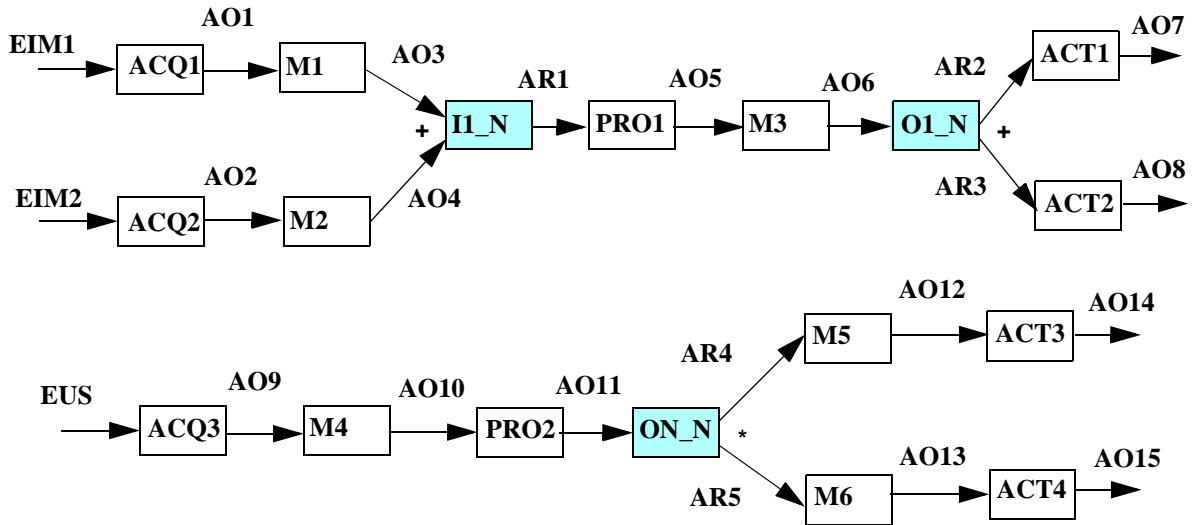 EIM1
AO1
ACQ1
M1
AO3
+
I1_N
AR1
PRO1
AO5
M3
AO6
O1_N
+
AR2
ACT1
AO7
EIM2
AO2
ACQ2
M2
AO4
AR3
ACT2
AO8
EUS
AO9
ACQ3
M4
AO10
PRO2
AO11
ON_N
*
AR4
M5
AO12
ACT3
AO14
AR5
M6
AO13
ACT4
AO15